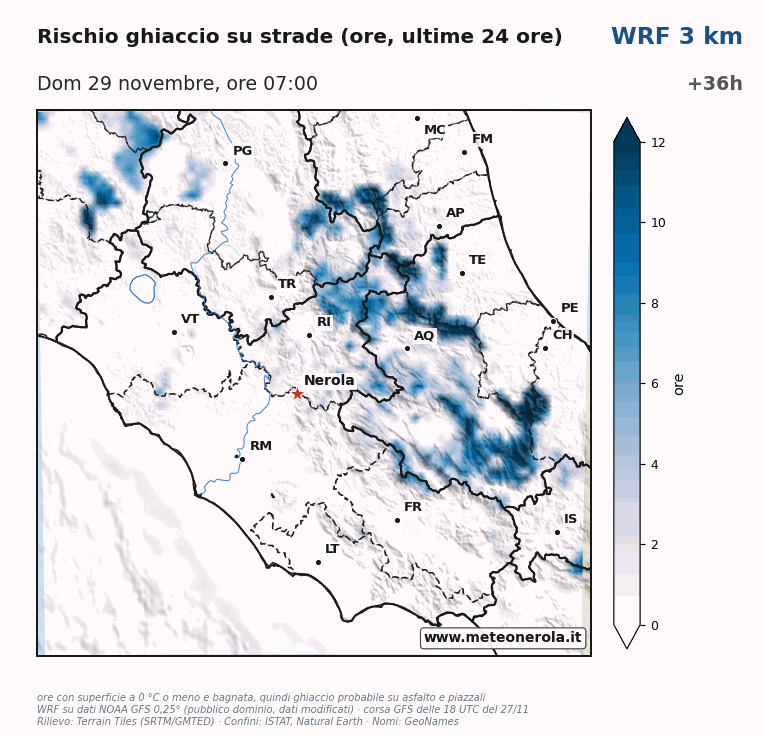 Rischio ghiaccio su strade (ore, ultime 24 ore)
WRF 3 km
Dom 29 novembre, ore 07:00
+36h
MC
FM
PG
AP
TE
TR
PE
VT
RI
AQ
CH
Nerola
RM
FR
IS
LT
www.meteonerola.it
12
10
8
6
4
2
0
ore
ore con superficie a 0 °C o meno e bagnata, quindi ghiaccio probabile su asfalto e piazzali
WRF su dati NOAA GFS 0,25° (pubblico dominio, dati modificati) · corsa GFS delle 18 UTC del 27/11
Rilievo: Terrain Tiles (SRTM/GMTED) · Confini: ISTAT, Natural Earth · Nomi: GeoNames